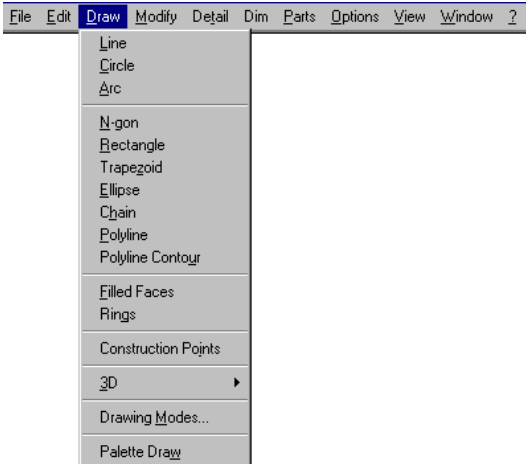 File Edit Draw Modify Detail Dim Parts Options View Window ?
Line
Circle
Arc
N-gon
Rectangle
Trapezoid
Ellipse
Chain
Polyline
Polyline Contour
Filled Faces
Rings
Construction Points
3D
Drawing Modes...
Palette Draw